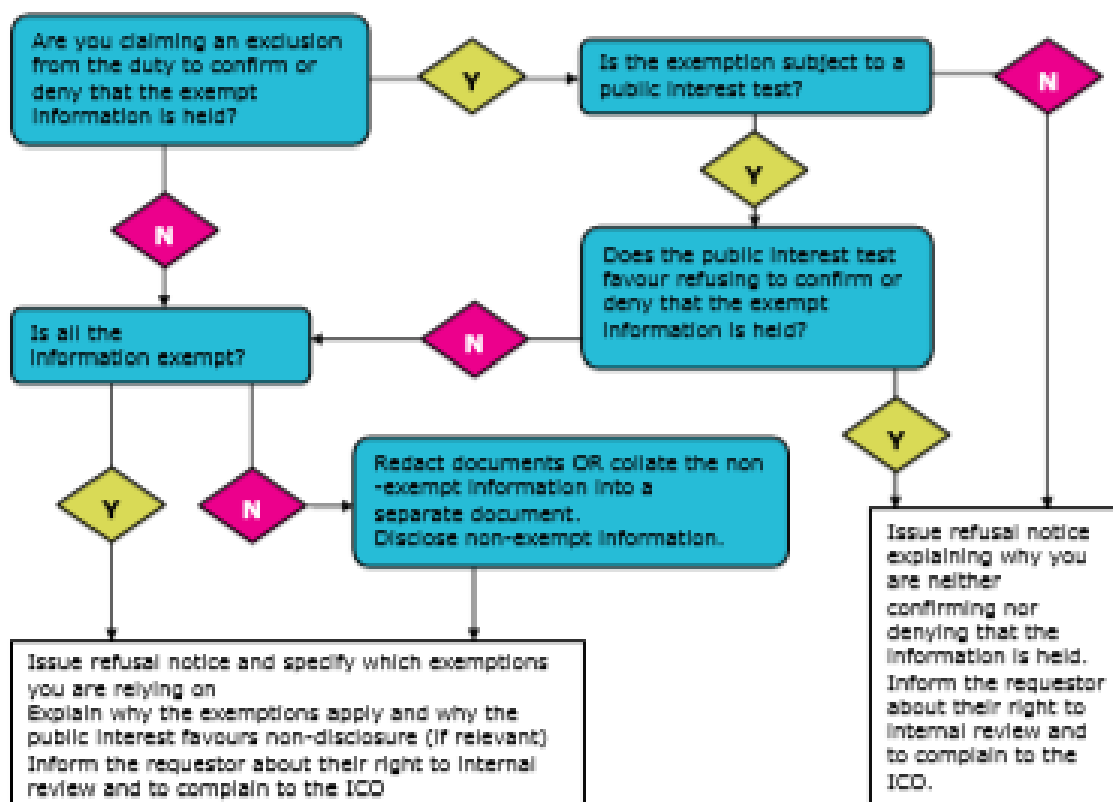 Are you claiming an exclusion
from the duty to confirm or
deny that the exempt
information is held?
Y
Is the exemption subject to a
public interest test?
N
Y
N
Does the public interest test
favour refusing to confirm or
deny that the exempt
information is held?
N
Is all the
information exempt?
Y
Y
N
Redact documents OR collate the non
-exempt information into a
separate document.
Disclose non-exempt information.
Issue refusal notice
explaining why you
are neither
confirming nor
denying that the
information is held.
Inform the requestor
about their right to
internal review and
to complain to the
ICO.
Issue refusal notice and specify which exemptions
you are relying on
Explain why the exemptions apply and why the
public interest favours non-disclosure (if relevant)
Inform the requestor about their right to internal
review and to complain to the ICO